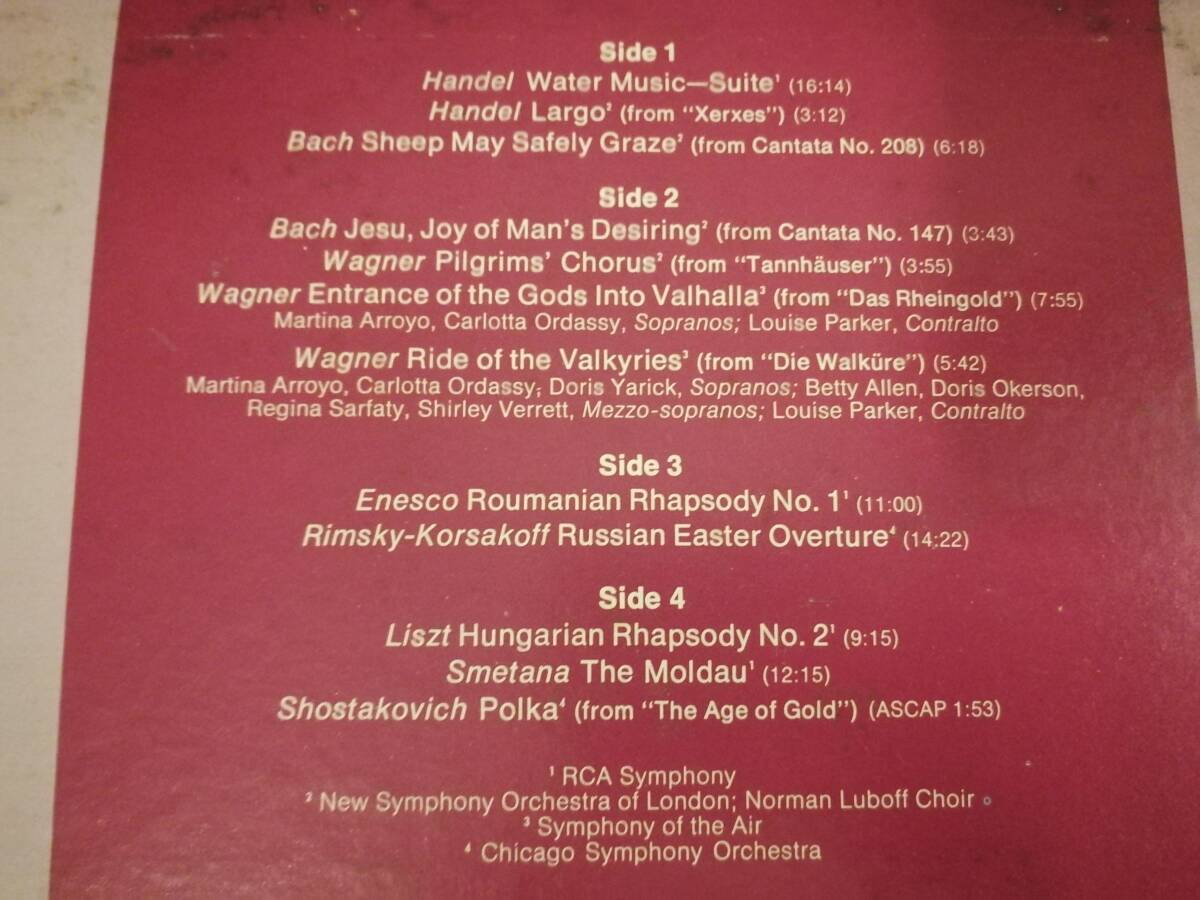 Side 1
Handel Water Music—Suite¹ (16:14)
Handel Largo² (from “Xerxes”) (3:12)
Bach Sheep May Safely Graze² (from Cantata No. 208) (6:18)
Side 2
Bach Jesu, Joy of Man's Desiring² (from Cantata No. 147) (3:43)
Wagner Pilgrims' Chorus² (from “Tannhäuser”) (3:55)
Wagner Entrance of the Gods Into Valhalla³ (from “Das Rheingold”) (7:55)
Martina Arroyo, Carlotta Ordassy, Sopranos; Louise Parker, Contralto
Wagner Ride of the Valkyries³ (from “Die Walküre”) (5:42)
Martina Arroyo, Carlotta Ordassy, Doris Yarick, Sopranos; Betty Allen, Doris Okerson,
Regina Sarfaty, Shirley Verrett, Mezzo-sopranos; Louise Parker, Contralto
Side 3
Enesco Roumanian Rhapsody No. 1¹ (11:00)
Rimsky-Korsakoff Russian Easter Overture⁴ (14:22)
Side 4
Liszt Hungarian Rhapsody No. 2¹ (9:15)
Smetana The Moldau¹ (12:15)
Shostakovich Polka⁴ (from “The Age of Gold”) (ASCAP 1:53)
¹ RCA Symphony
² New Symphony Orchestra of London; Norman Luboff Choir
³ Symphony of the Air
⁴ Chicago Symphony Orchestra